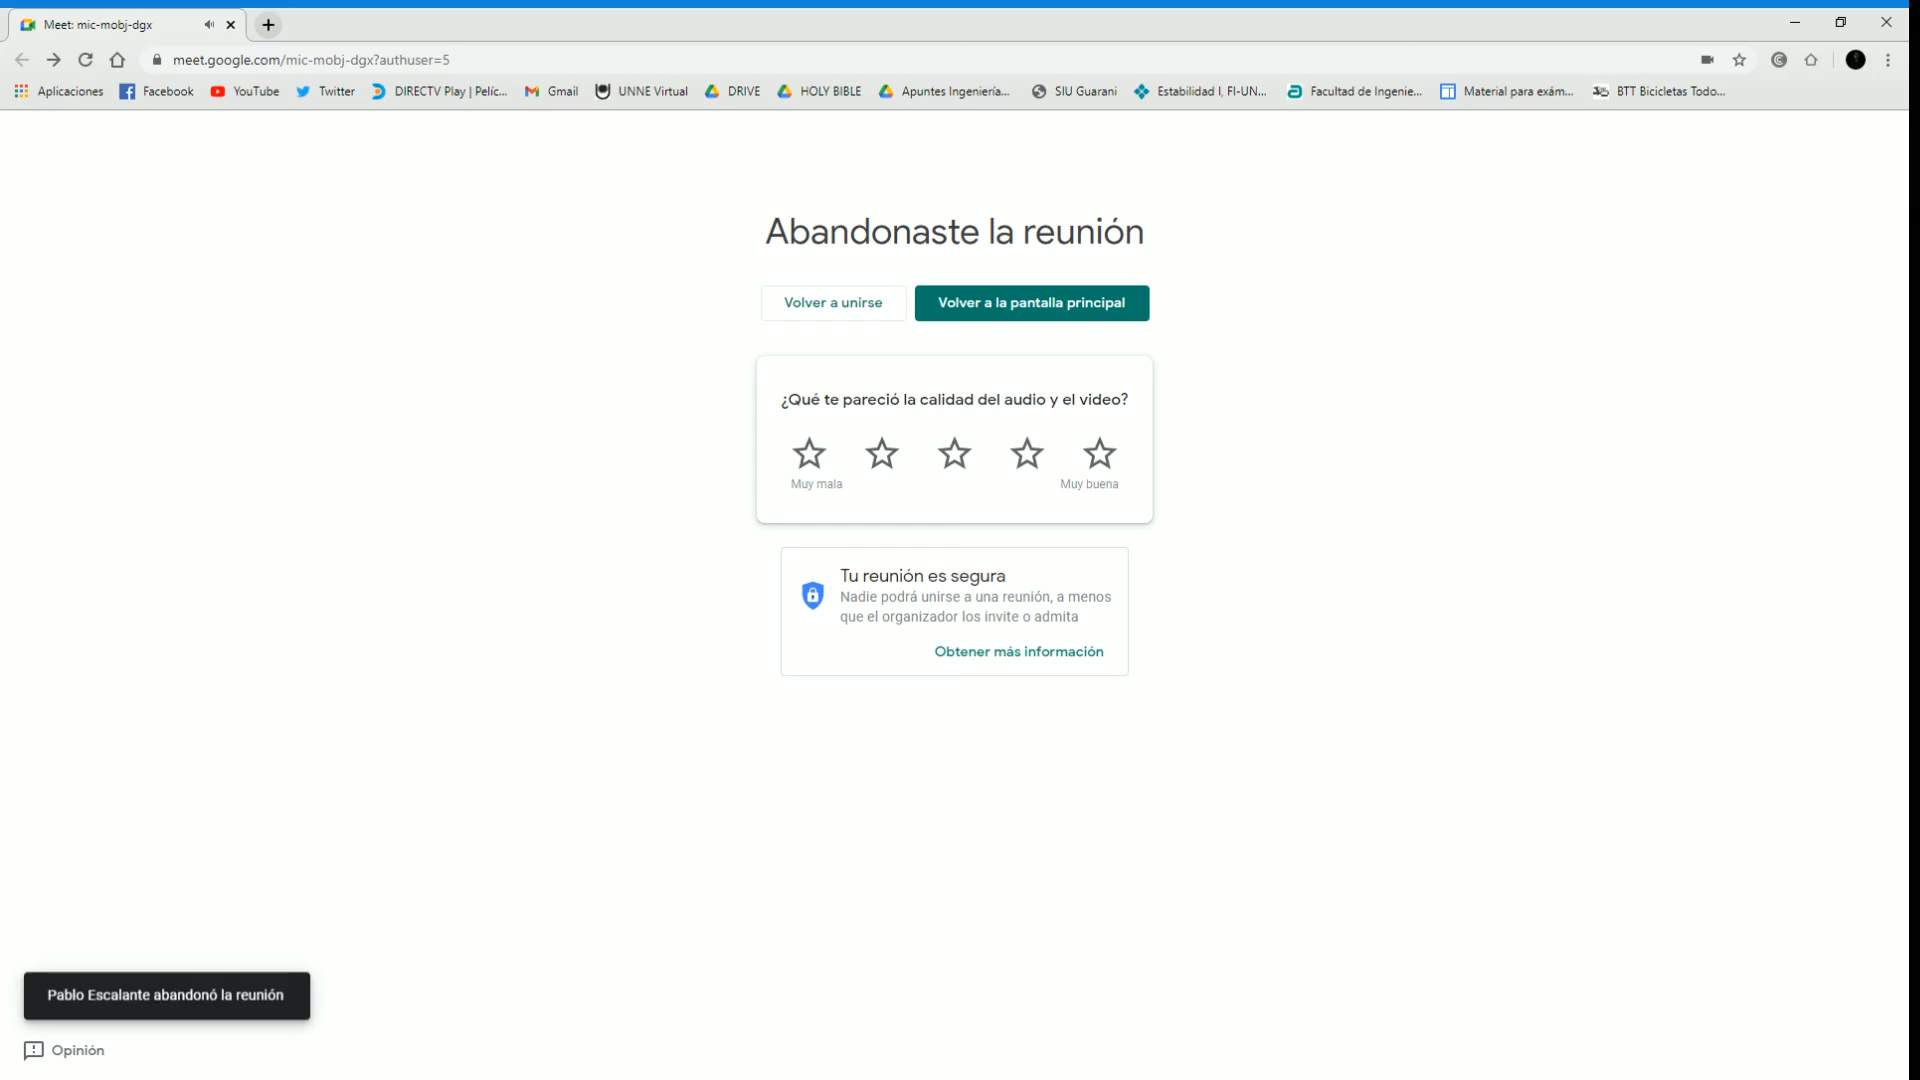 Meet: mic-mobj-dgx
meet.google.com/mic-mobj-dgx?authuser=5
Aplicaciones Facebook YouTube Twitter DIRECTV Play | Pelíc... Gmail UNNE Virtual DRIVE HOLY BIBLE Apuntes Ingeniería... SIU Guarani Estabilidad I, FI-UN... Facultad de Ingenie... Material para exám... BTT Bicicletas Todo...
Abandonaste la reunión
Volver a unirse Volver a la pantalla principal
¿Qué te pareció la calidad del audio y el video?
Muy mala Muy buena
Tu reunión es segura
Nadie podrá unirse a una reunión, a menos
que el organizador los invite o admita
Obtener más información
Pablo Escalante abandonó la reunión
Opinión